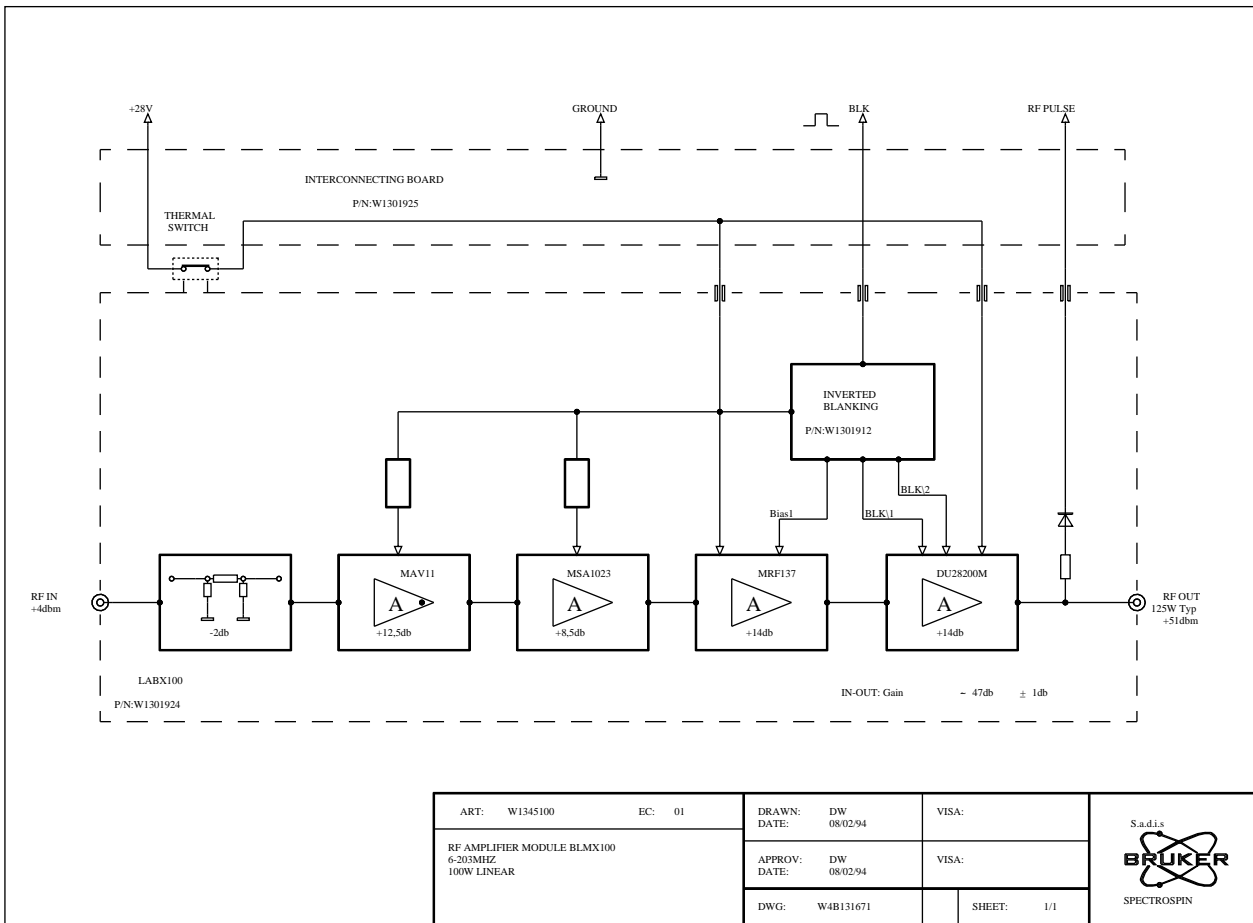 +28V
GROUND
BLK
RF PULSE
INTERCONNECTING BOARD
P/N:W1301925
THERMAL
SWITCH
INVERTED
BLANKING
P/N:W1301912
BLK\2
Bias1
BLK\1
MAV11
MSA1023
MRF137
DU28200M
RF IN
+4dbm
A
A
A
A
RF OUT
125W Typ
+51dbm
-2db
+12,5db
+8,5db
+14db
+14db
LABX100
P/N:W1301924
IN-OUT: Gain ~ 47db ± 1db
ART: W1345100 EC: 01
RF AMPLIFIER MODULE BLMX100
6-203MHZ
100W LINEAR
DRAWN: DW
DATE: 08/02/94
VISA:
APPROV: DW
DATE: 08/02/94
VISA:
DWG: W4B131671
SHEET: 1/1
S.a.d.i.s
BRUKER
SPECTROSPIN